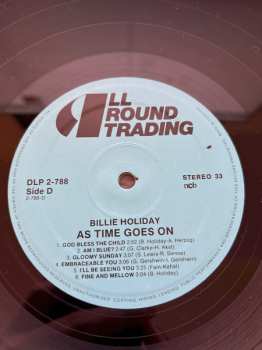 ALL
ROUND
TRADING
DLP 2-788
Side D
2-788-D
STEREO 33
ncb
BILLIE HOLIDAY
AS TIME GOES ON
1. GOD BLESS THE CHILD 2:52 (B. Holiday-A. Herzog)
2. AM I BLUE? 2:47 (G. Clarke-H. Akst)
3. GLOOMY SUNDAY 3:07 (S. Lewis-R. Seress)
4. EMBRACEABLE YOU 3:06 (G. Gershwin-I. Gershwin)
5. I'LL BE SEEING YOU 3:25 (Fain-Kahal)
6. FINE AND MELLOW 3:04 (B. Holiday)